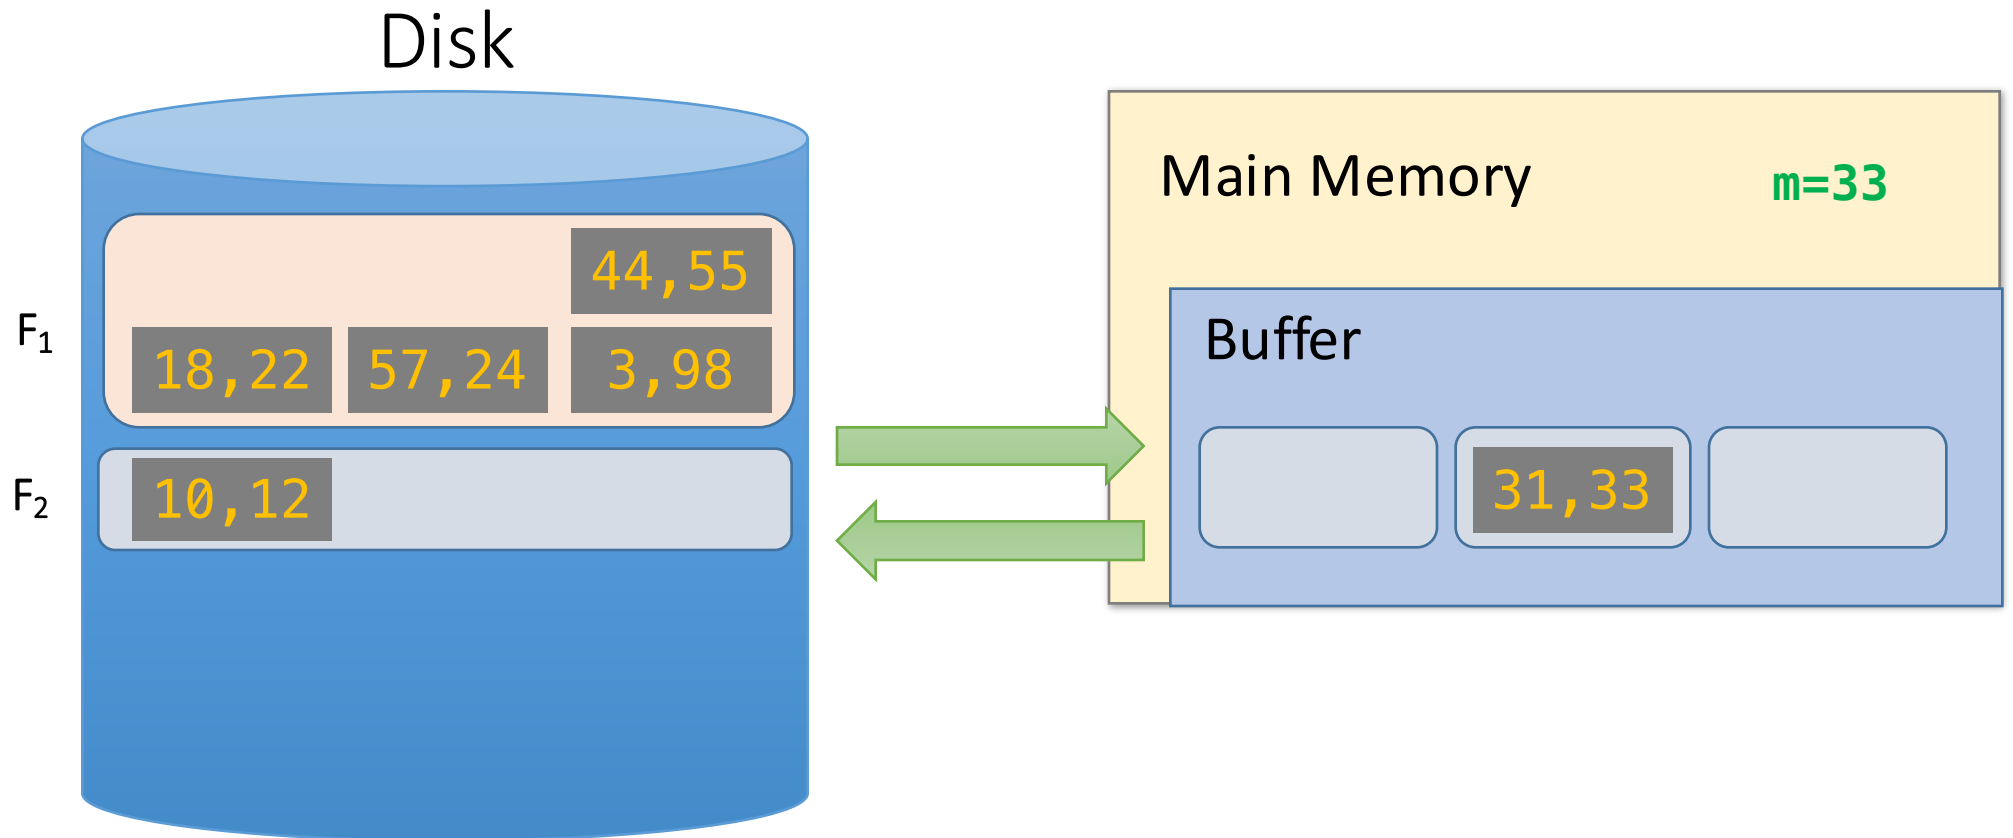 Disk
Main Memory
m=33
44,55
F₁
18,22
57,24
3,98
Buffer
F₂
10,12
31,33